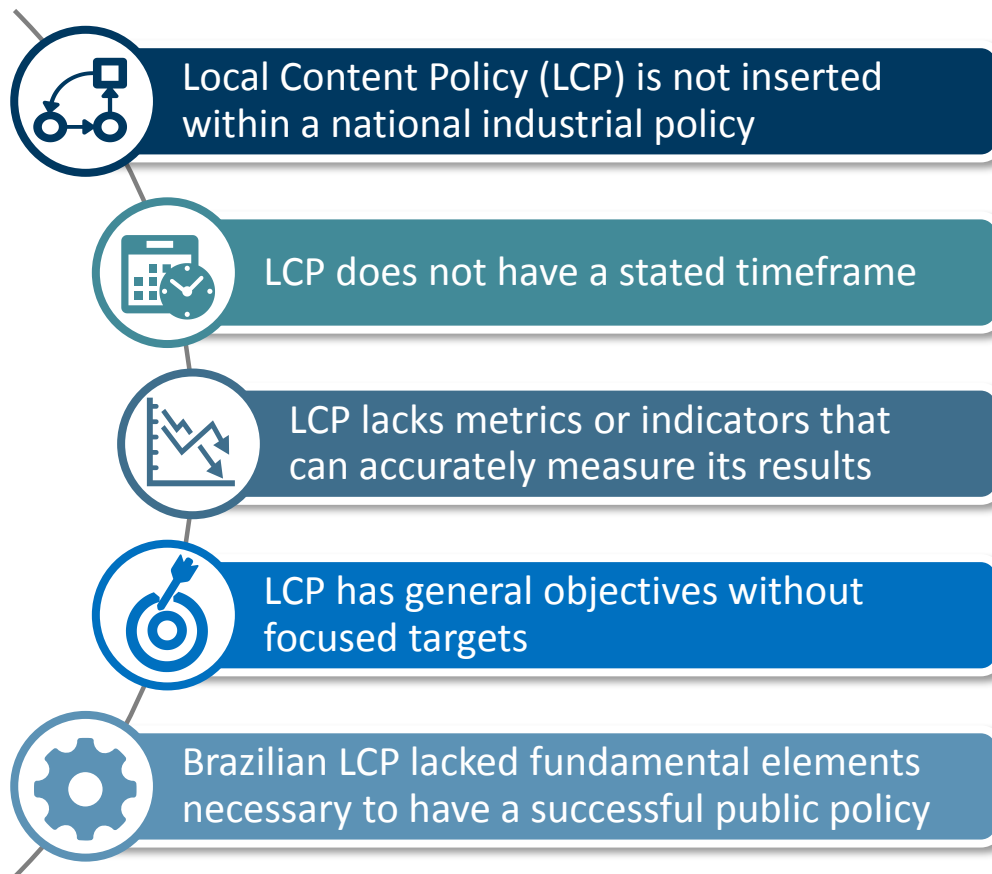 Local Content Policy (LCP) is not inserted
within a national industrial policy
LCP does not have a stated timeframe
LCP lacks metrics or indicators that
can accurately measure its results
LCP has general objectives without
focused targets
Brazilian LCP lacked fundamental elements
necessary to have a successful public policy